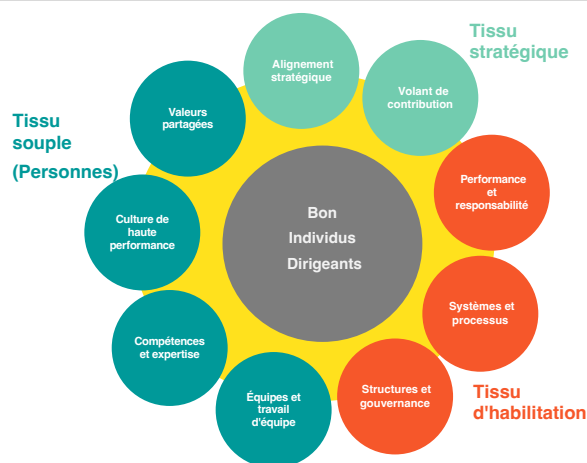 Tissu
stratégique
Alignement
stratégique
Volant de
contribution
Valeurs
partagées
Tissu
souple
(Personnes)
Performance
et
responsabilité
Culture de
haute
performance
Bon
Individus
Dirigeants
Systèmes et
processus
Compétences
et expertise
Structures et
gouvernance
Équipes et
travail
d'équipe
Tissu
d'habilitation